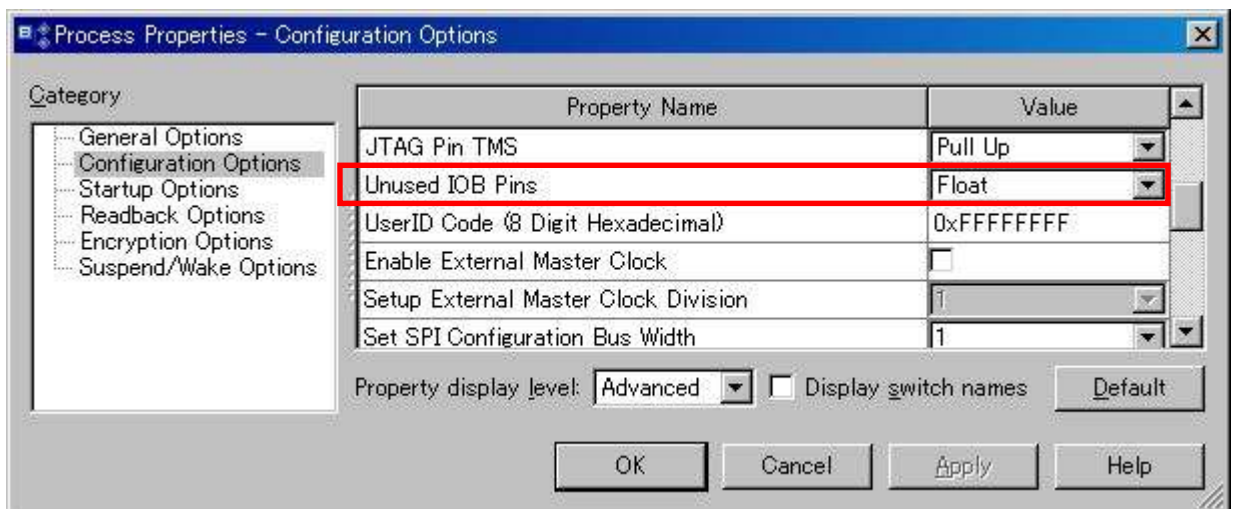 Process Properties - Configuration Options
Category
General Options
Configuration Options
Startup Options
Readback Options
Encryption Options
Suspend/Wake Options
Property Name Value
JTAG Pin TMS Pull Up
Unused IOB Pins Float
UserID Code (8 Digit Hexadecimal) 0xFFFFFFFF
Enable External Master Clock
Setup External Master Clock Division 1
Set SPI Configuration Bus Width 1
Property display level: Advanced Display switch names Default
OK Cancel Apply Help